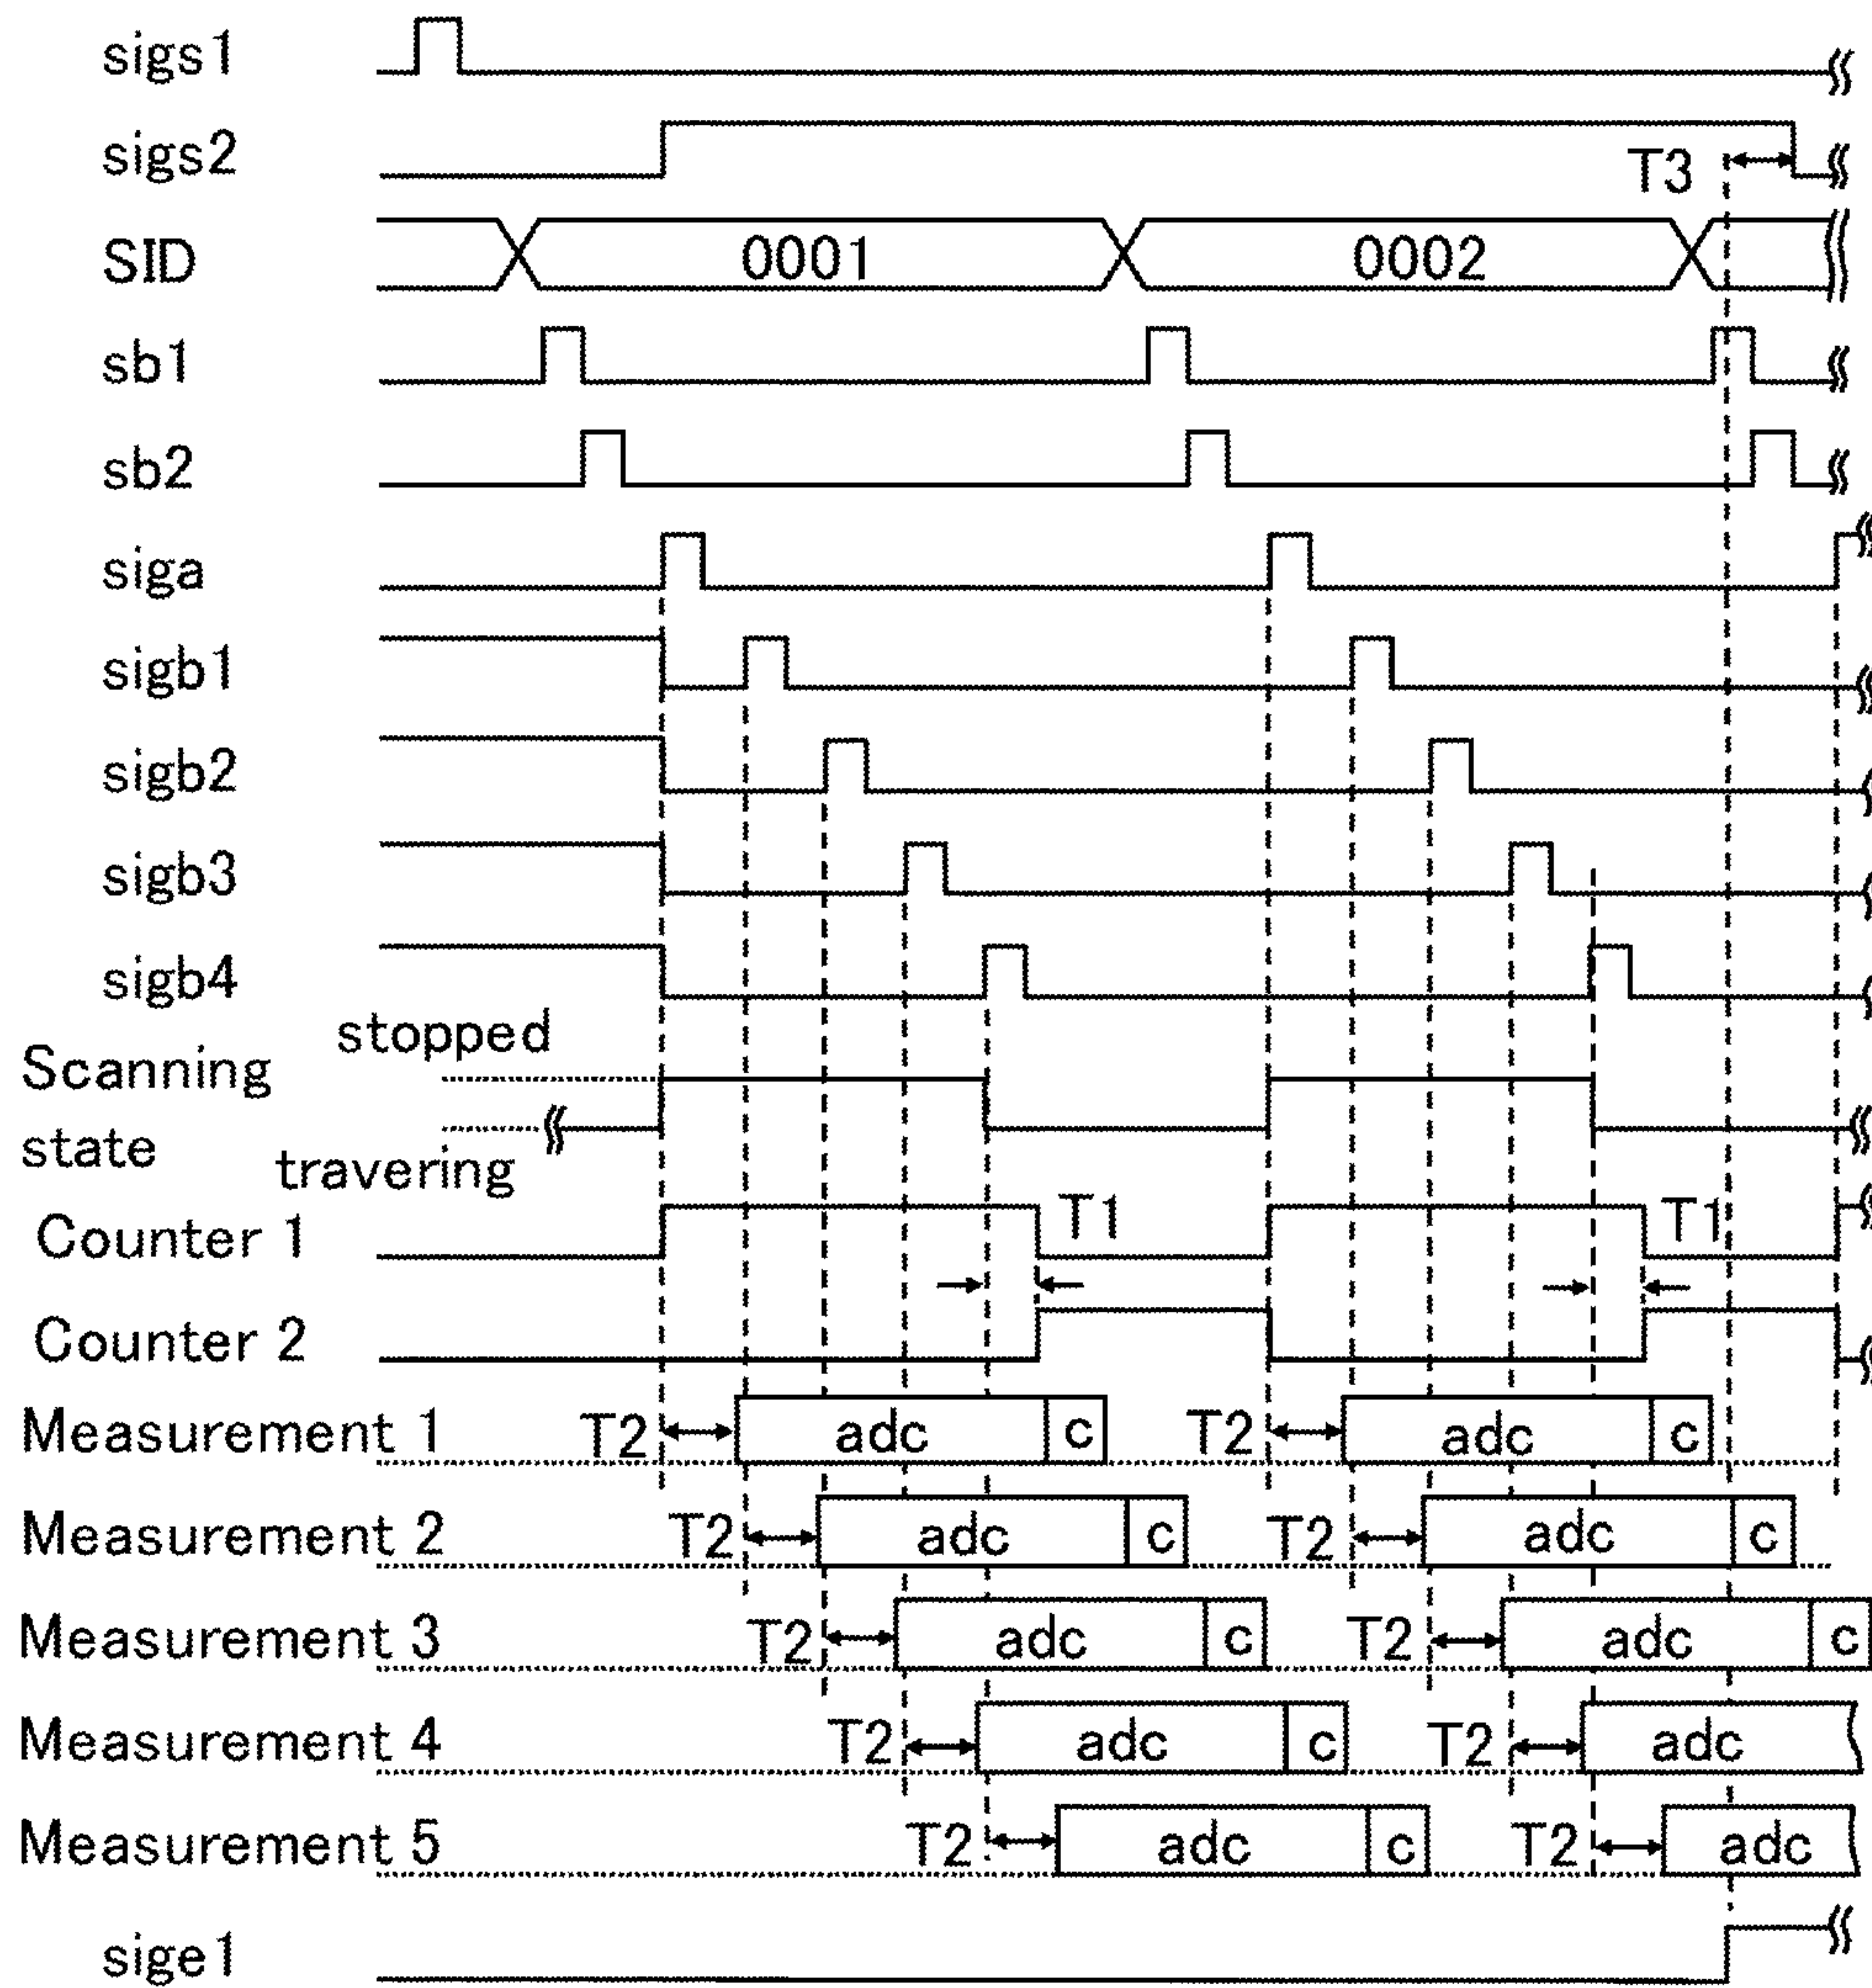 sigs1
sigs2
T3
SID 0001 0002
sb1
sb2
siga
sigb1
sigb2
sigb3
sigb4
stopped
Scanning
state
travering
Counter 1 T1 T1
Counter 2
Measurement 1 T2 adc c T2 adc c
Measurement 2 T2 adc c T2 adc c
Measurement 3 T2 adc c T2 adc c
Measurement 4 T2 adc c T2 adc
Measurement 5 T2 adc c T2 adc
sige1